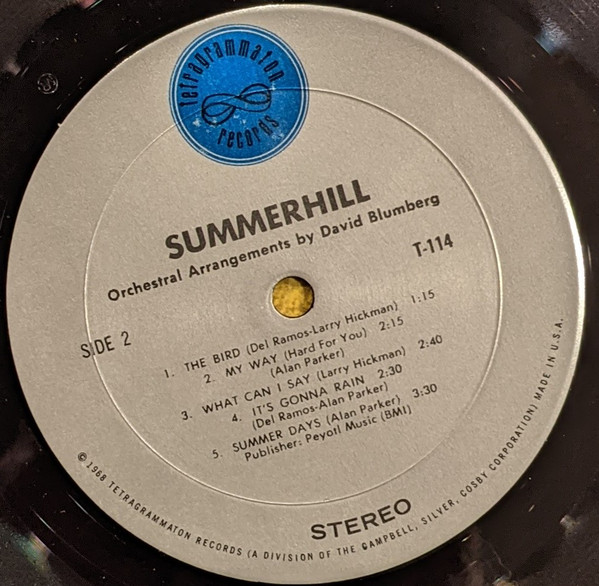 tetragrammaton
records
SUMMERHILL
Orchestral Arrangements by David Blumberg
T-114
SIDE 2
1. THE BIRD (Del Ramos-Larry Hickman) 1:15
2. MY WAY (Hard For You) 2:15
(Alan Parker)
3. WHAT CAN I SAY (Larry Hickman) 2:40
4. IT'S GONNA RAIN 2:30
(Del Ramos-Alan Parker)
5. SUMMER DAYS (Alan Parker) 3:30
Publisher: Peyotl Music (BMI)
STEREO
© 1968 TETRAGRAMMATON RECORDS (A DIVISION OF THE CAMPBELL, SILVER, COSBY CORPORATION) MADE IN U.S.A.